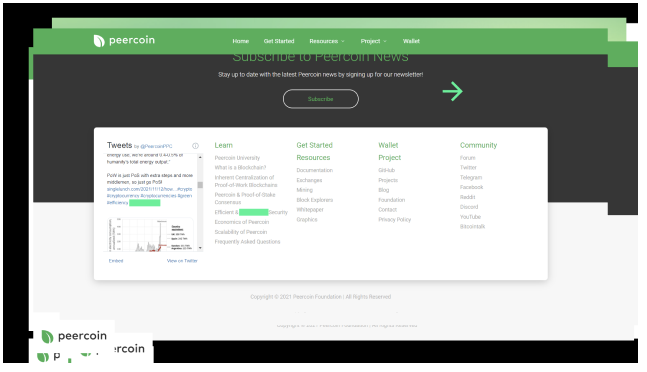 peercoin
Home Get Started Resources Project Wallet
Subscribe to Peercoin News
Stay up to date with the latest Peercoin news by signing up for our newsletter!
Subscribe
Tweets by @PeercoinPPC
energy use, we're around 0.4-0.5% of
humanity's total energy output."
PoW is just PoS with extra steps and more
middlemen, so just go PoS!
#cryptocurrency #cryptocurrencies #green
#efficiency
Embed View on Twitter
Learn
Peercoin University
What is a Blockchain?
Inherent Centralization of
Proof-of-Work Blockchains
Peercoin & Proof-of-Stake
Consensus
Efficient & Security
Economics of Peercoin
Scalability of Peercoin
Frequently Asked Questions
Get Started
Resources
Documentation
Exchanges
Mining
Block Explorers
Whitepaper
Graphics
Wallet
Project
GitHub
Projects
Blog
Foundation
Contact
Privacy Policy
Community
Forum
Twitter
Telegram
Facebook
Reddit
Discord
YouTube
Bitcointalk
Copyright © 2021 Peercoin Foundation | All Rights Reserved
peercoin
p
ercoin